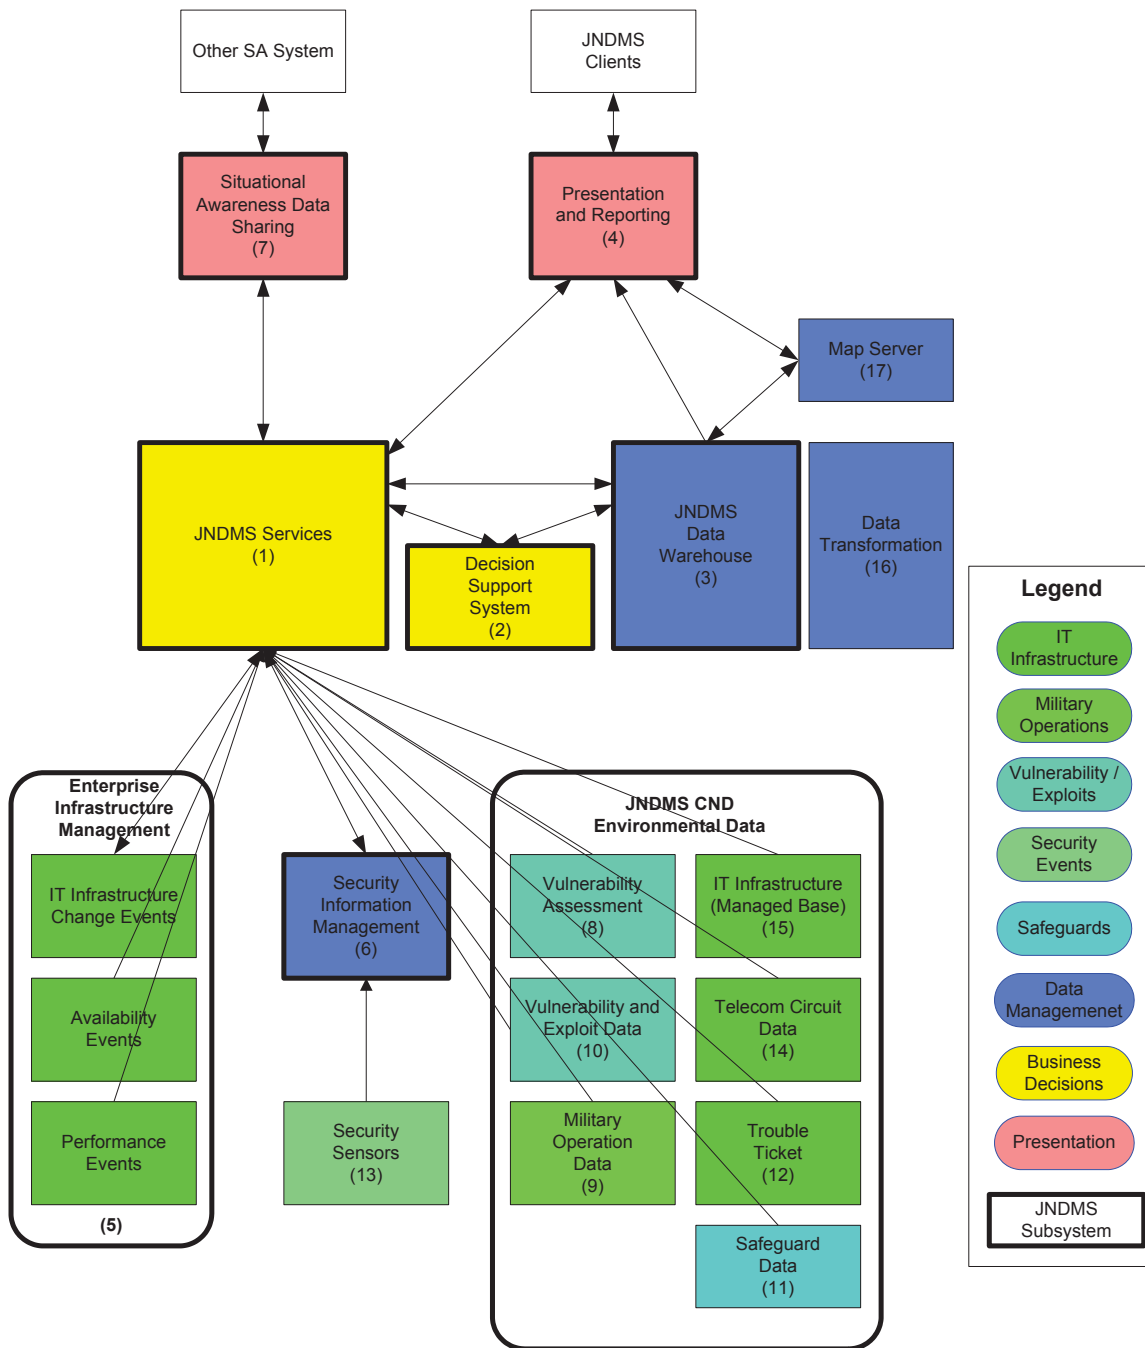 Other SA System
JNDMS
Clients
Situational
Awareness Data
Sharing
(7)
Presentation
and Reporting
(4)
Map Server
(17)
JNDMS Services
(1)
Decision
Support
System
(2)
JNDMS
Data
Warehouse
(3)
Data
Transformation
(16)
Enterprise
Infrastructure
Management
IT Infrastructure
Change Events
Availability
Events
Performance
Events
(5)
Security
Information
Management
(6)
Security
Sensors
(13)
JNDMS CND
Environmental Data
Vulnerability
Assessment
(8)
IT Infrastructure
(Managed Base)
(15)
Vulnerability and
Exploit Data
(10)
Telecom Circuit
Data
(14)
Military
Operation
Data
(9)
Trouble
Ticket
(12)
Safeguard
Data
(11)
Legend
IT
Infrastructure
Military
Operations
Vulnerability /
Exploits
Security
Events
Safeguards
Data
Managemenet
Business
Decisions
Presentation
JNDMS
Subsystem